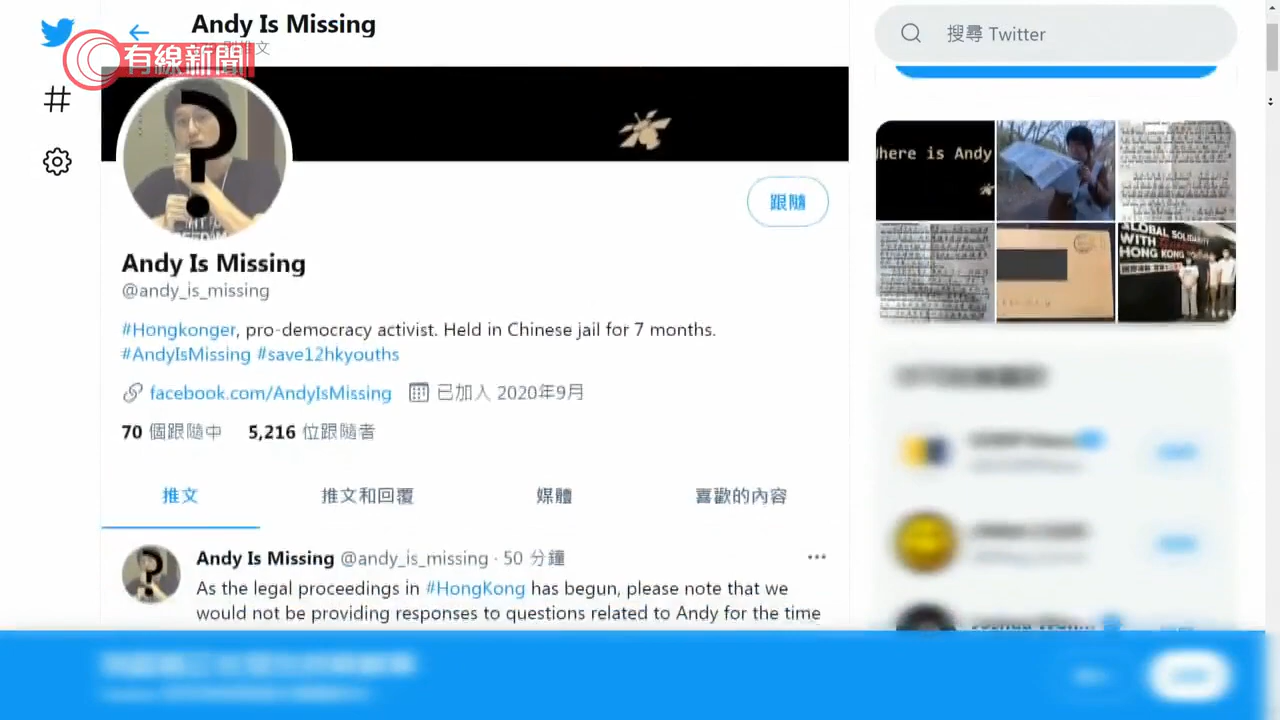 Andy Is Missing
有線新聞
搜尋 Twitter
跟隨
Andy Is Missing
@andy_is_missing
#Hongkonger, pro-democracy activist. Held in Chinese jail for 7 months.
#AndyIsMissing #save12hkyouths
facebook.com/AndyIsMissing 已加入 2020年9月
70 個跟隨中 5,216 位跟隨者
推文 推文和回覆 媒體 喜歡的內容
Andy Is Missing @andy_is_missing · 50 分鐘
As the legal proceedings in #HongKong has begun, please note that we
would not be providing responses to questions related to Andy for the time
here is Andy
GLOBAL SOLIDARITY
WITH
HONG KONG